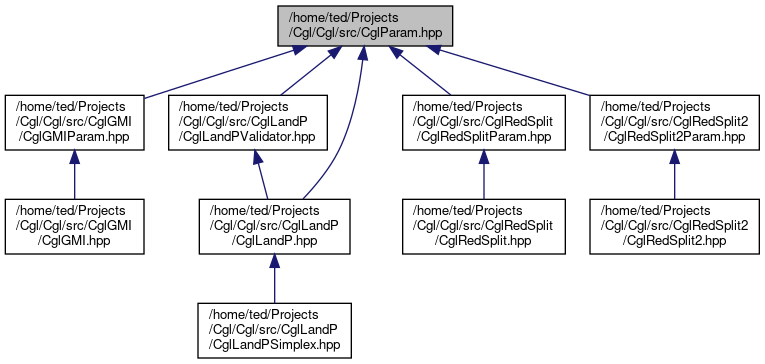 /home/ted/Projects
/Cgl/Cgl/src/CglParam.hpp
/home/ted/Projects
/Cgl/Cgl/src/CglGMI
/CglGMIParam.hpp
/home/ted/Projects
/Cgl/Cgl/src/CglLandP
/CglLandPValidator.hpp
/home/ted/Projects
/Cgl/Cgl/src/CglRedSplit
/CglRedSplitParam.hpp
/home/ted/Projects
/Cgl/Cgl/src/CglRedSplit2
/CglRedSplit2Param.hpp
/home/ted/Projects
/Cgl/Cgl/src/CglGMI
/CglGMI.hpp
/home/ted/Projects
/Cgl/Cgl/src/CglLandP
/CglLandP.hpp
/home/ted/Projects
/Cgl/Cgl/src/CglRedSplit
/CglRedSplit.hpp
/home/ted/Projects
/Cgl/Cgl/src/CglRedSplit2
/CglRedSplit2.hpp
/home/ted/Projects
/Cgl/Cgl/src/CglLandP
/CglLandPSimplex.hpp